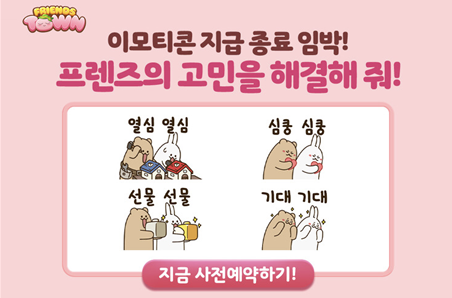 FRIENDS
TOWN
이모티콘 지급 종료 임박!
프렌즈의 고민을 해결해 줘!
열심 열심
심쿵 심쿵
선물 선물
기대 기대
지금 사전예약하기!